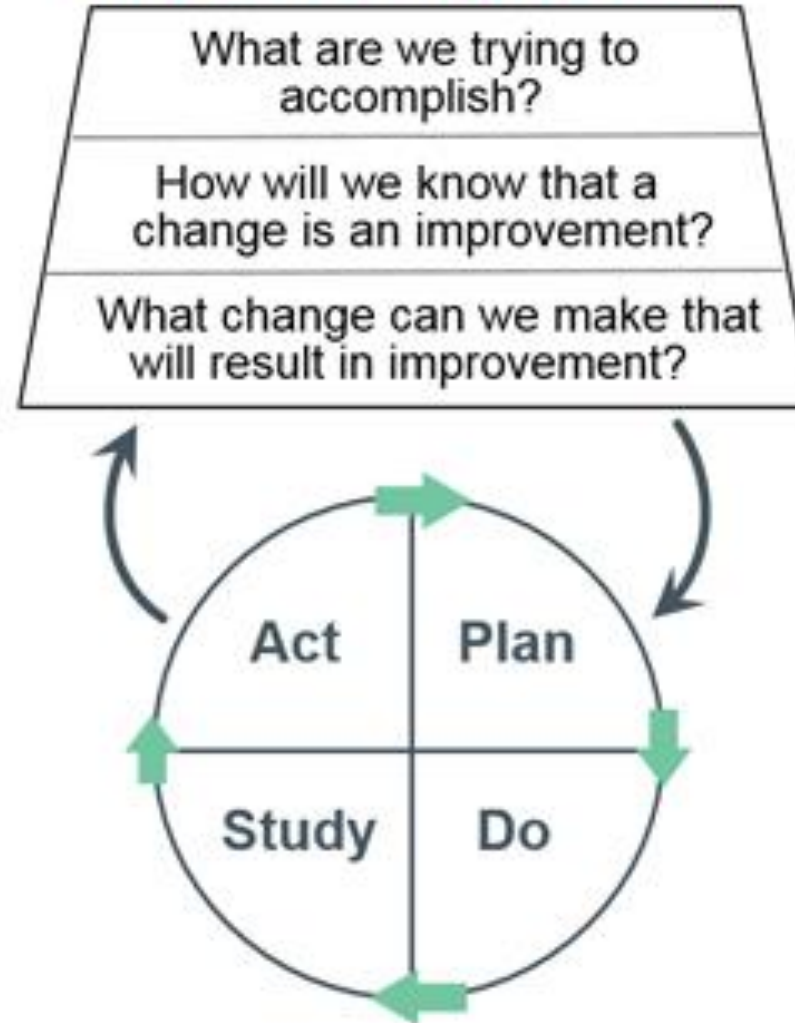 What are we trying to
accomplish?
How will we know that a
change is an improvement?
What change can we make that
will result in improvement?
Act
Plan
Study
Do